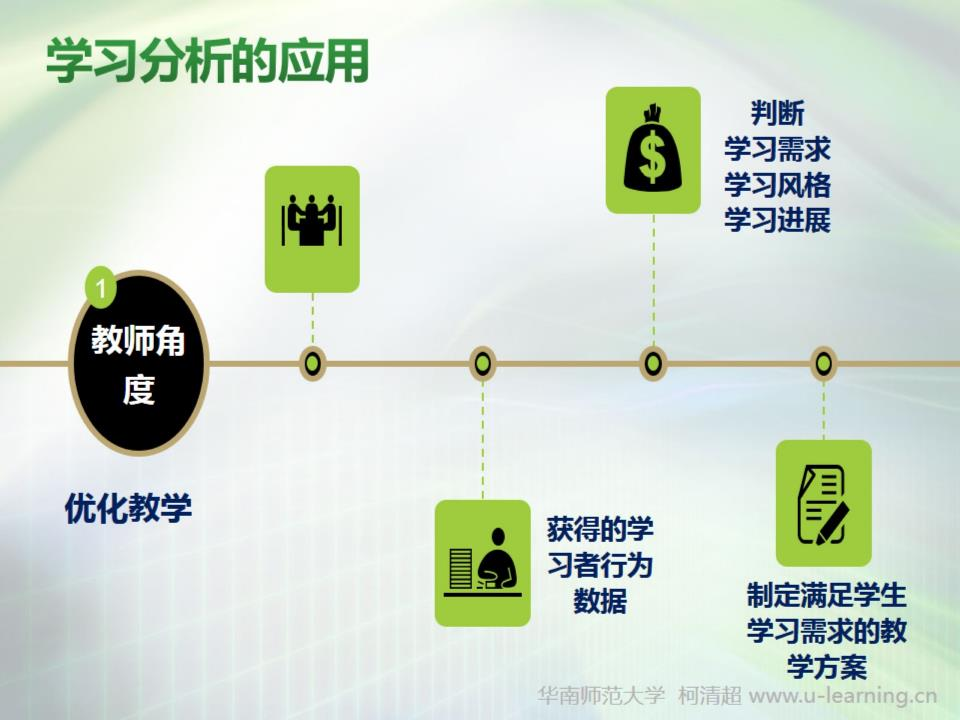 学习分析的应用
1
教师角
度
优化教学
获得的学
习者行为
数据
$
判断
学习需求
学习风格
学习进展
制定满足学生
学习需求的教
学方案
华南师范大学 柯清超 www.u-learning.cn